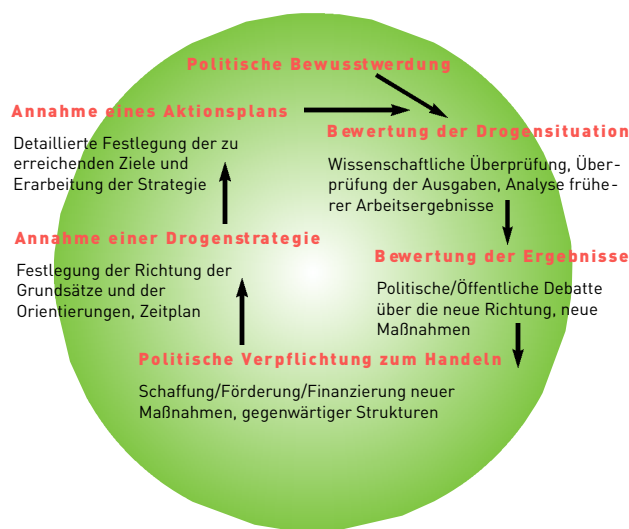 Politische Bewusstwerdung
Annahme eines Aktionsplans
Detaillierte Festlegung der zu
erreichenden Ziele und
Erarbeitung der Strategie
Bewertung der Drogensituation
Wissenschaftliche Überprüfung, Über-
prüfung der Ausgaben, Analyse frühe-
rer Arbeitsergebnisse
Annahme einer Drogenstrategie
Festlegung der Richtung der
Grundsätze und der
Orientierungen, Zeitplan
Bewertung der Ergebnisse
Politische/Öffentliche Debatte
über die neue Richtung, neue
Maßnahmen
Politische Verpflichtung zum Handeln
Schaffung/Förderung/Finanzierung neuer
Maßnahmen, gegenwärtiger Strukturen